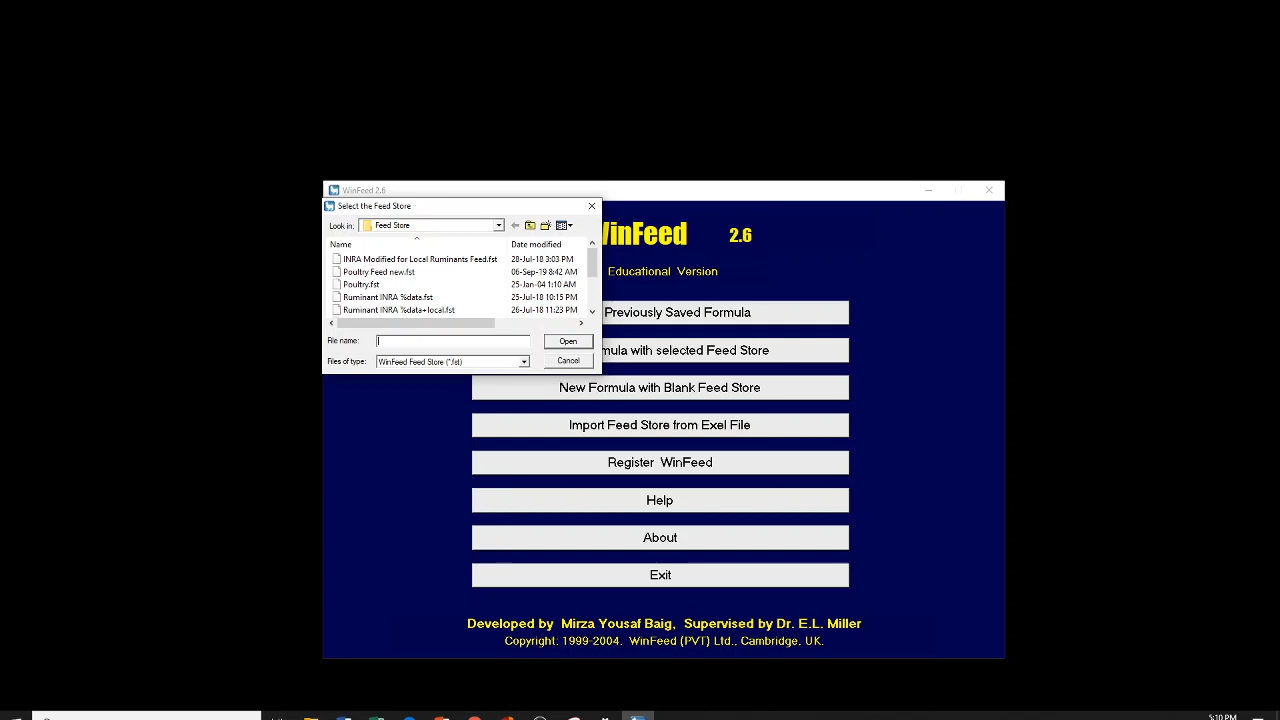 WinFeed 2.6
Select the Feed Store
Look in: Feed Store
Name Date modified
INRA Modified for Local Ruminants Feed.fst 28-Jul-18 3:03 PM
Poultry Feed new.fst 06-Sep-19 8:42 AM
Poultry.fst 25-Jan-04 1:10 AM
Ruminant INRA %data.fst 25-Jul-18 10:15 PM
Ruminant INRA %data+local.fst 26-Jul-18 11:23 PM
File name: Open
Files of type: WinFeed Feed Store (*.fst) Cancel
WinFeed 2.6
Educational Version
Previously Saved Formula
mula with selected Feed Store
New Formula with Blank Feed Store
Import Feed Store from Exel File
Register WinFeed
Help
About
Exit
Developed by Mirza Yousaf Baig, Supervised by Dr. E.L. Miller
Copyright: 1999-2004. WinFeed (PVT) Ltd., Cambridge, UK.
5:10 PM